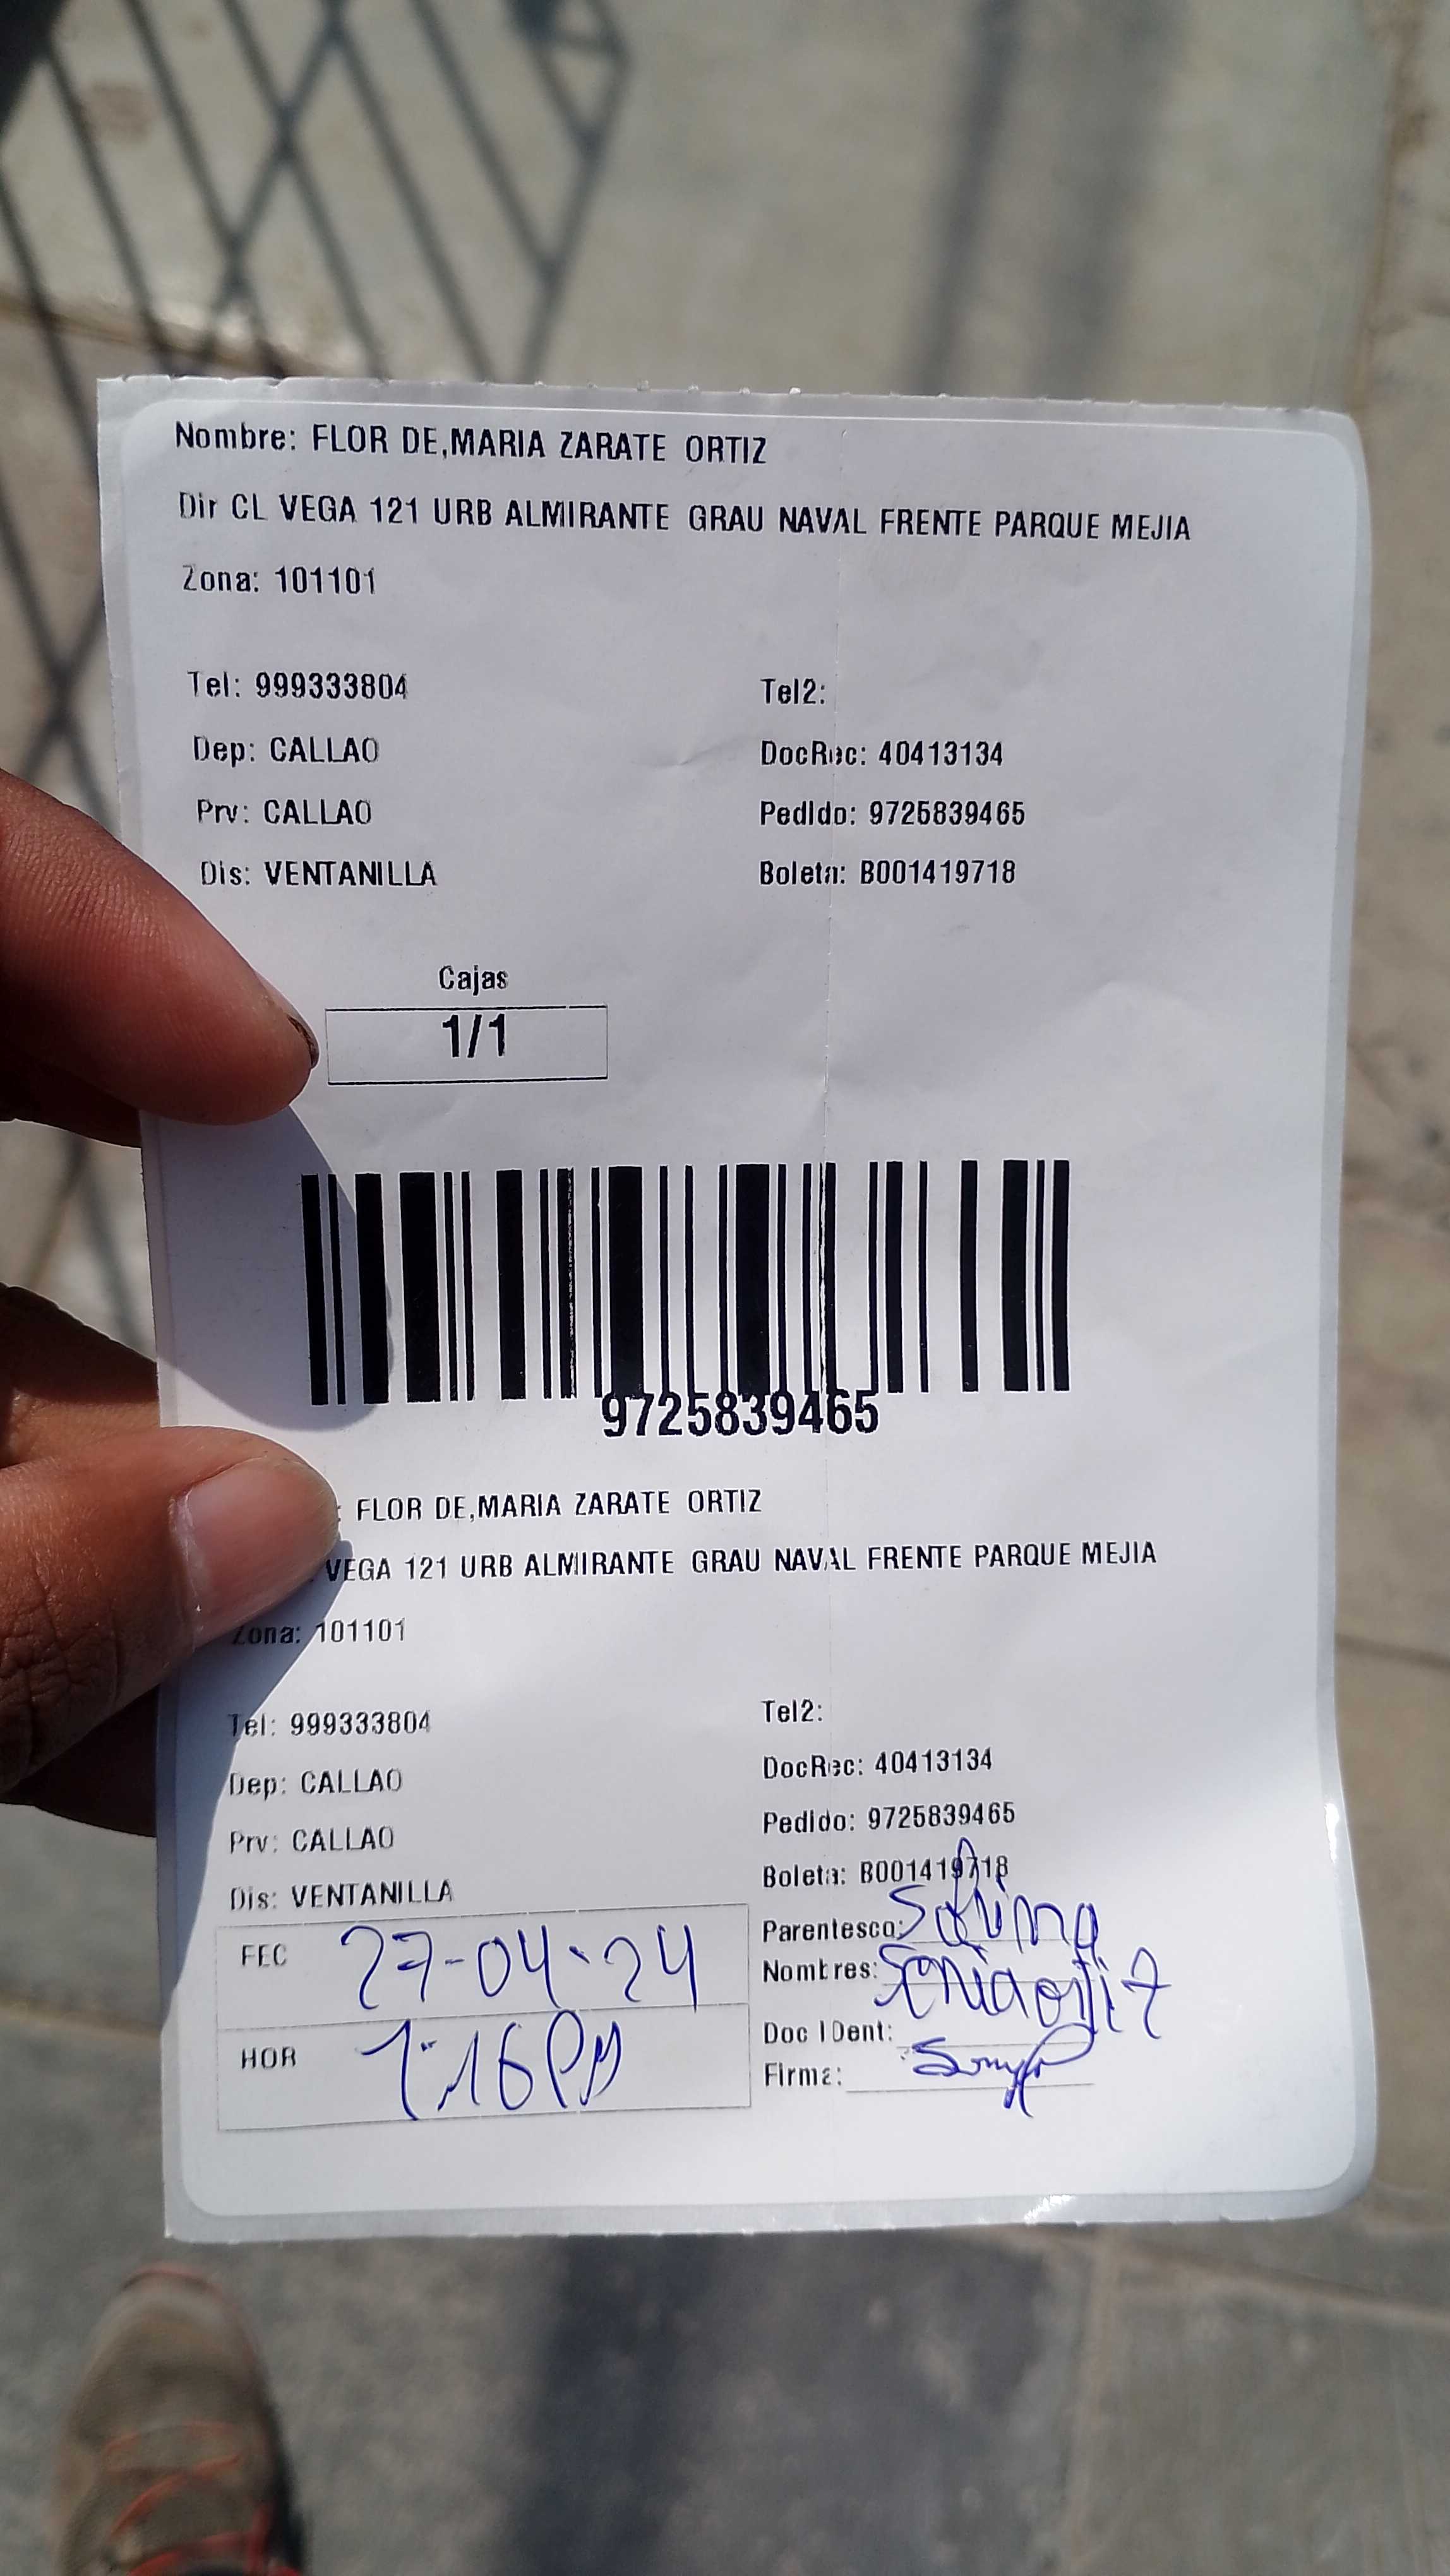 Nombre: FLOR DE,MARIA ZARATE ORTIZ
Dir CL VEGA 121 URB ALMIRANTE GRAU NAVAL FRENTE PARQUE MEJIA
Zona: 101101
Tel: 999333804 Tel2:
Dep: CALLAO DocRec: 40413134
Prv: CALLAO Pedido: 9725839465
Dis: VENTANILLA Boleta: B001419718
Cajas
1/1
9725839465
: FLOR DE,MARIA ZARATE ORTIZ
VEGA 121 URB ALMIRANTE GRAU NAVAL FRENTE PARQUE MEJIA
Zona: 101101
Tel: 999333804 Tel2:
Dep: CALLAO DocRec: 40413134
Prv: CALLAO Pedido: 9725839465
Dis: VENTANILLA Boleta: B001419718
FEC 27-04-24 Parentesco:
Nombres: Sonia ortiz
HOR 1:16 PM Doc IDent:
Firma: